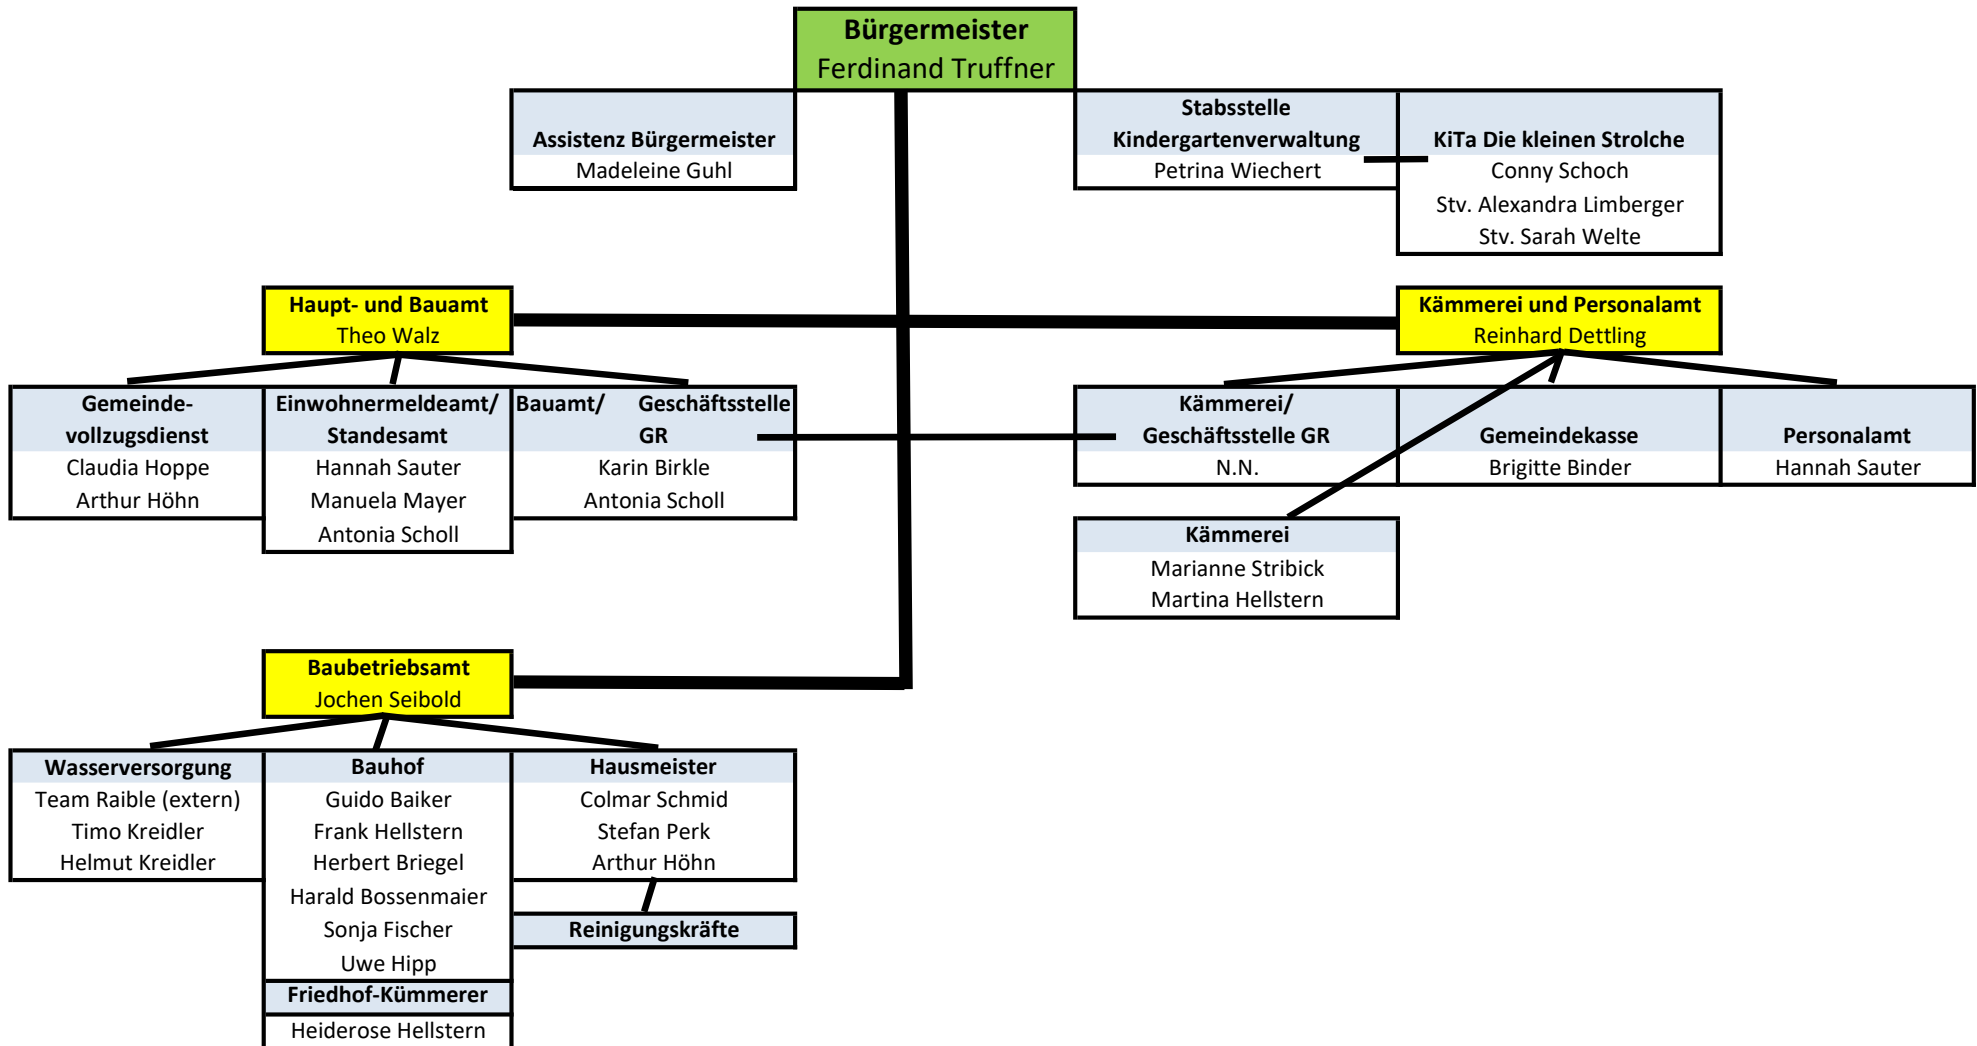 Bürgermeister
Ferdinand Truffner
Assistenz Bürgermeister
Madeleine Guhl
Stabsstelle
Kindergartenverwaltung
Petrina Wiechert
KiTa Die kleinen Strolche
Conny Schoch
Stv. Alexandra Limberger
Stv. Sarah Welte
Haupt- und Bauamt
Theo Walz
Kämmerei und Personalamt
Reinhard Dettling
Gemeinde-
vollzugsdienst
Claudia Hoppe
Arthur Höhn
Einwohnermeldeamt/
Standesamt
Hannah Sauter
Manuela Mayer
Antonia Scholl
Bauamt/ Geschäftsstelle
GR
Karin Birkle
Antonia Scholl
Kämmerei/
Geschäftsstelle GR
N.N.
Gemeindekasse
Brigitte Binder
Personalamt
Hannah Sauter
Kämmerei
Marianne Stribick
Martina Hellstern
Baubetriebsamt
Jochen Seibold
Wasserversorgung
Team Raible (extern)
Timo Kreidler
Helmut Kreidler
Bauhof
Guido Baiker
Frank Hellstern
Herbert Briegel
Harald Bossenmaier
Sonja Fischer
Uwe Hipp
Friedhof-Kümmerer
Heiderose Hellstern
Hausmeister
Colmar Schmid
Stefan Perk
Arthur Höhn
Reinigungskräfte